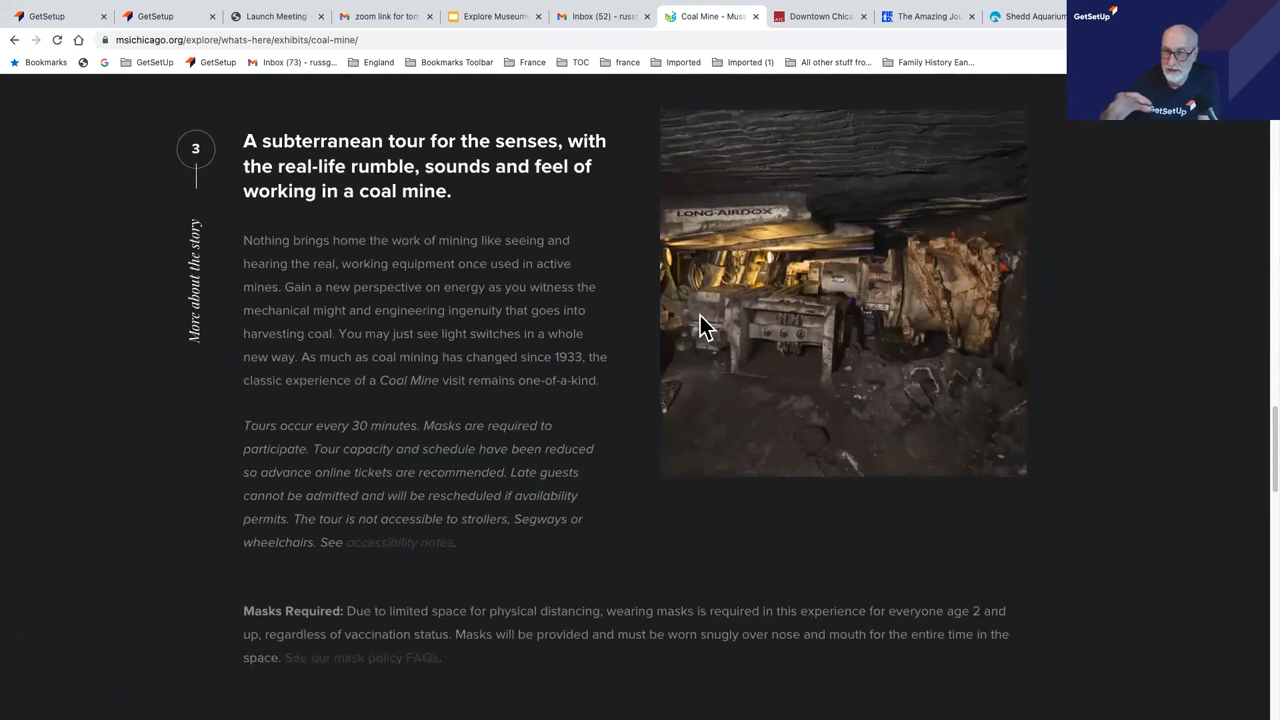 GetSetUp
GetSetUp
Launch Meeting
zoom link for tom
Explore Museums
Inbox (52) - russg
Coal Mine - Muse
Downtown Chica
The Amazing Jou
Shedd Aquarium
GetSetUp
msichicago.org/explore/whats-here/exhibits/coal-mine/
Bookmarks
GetSetUp
GetSetup
Inbox (73) - russg...
England
Bookmarks Toolbar
France
TOC
france
Imported
Imported (1)
All other stuff fro...
Family History Ean...
GetSetUp
3
More about the story
A subterranean tour for the senses, with
the real-life rumble, sounds and feel of
working in a coal mine.
Nothing brings home the work of mining like seeing and
hearing the real, working equipment once used in active
mines. Gain a new perspective on energy as you witness the
mechanical might and engineering ingenuity that goes into
harvesting coal. You may just see light switches in a whole
new way. As much as coal mining has changed since 1933, the
classic experience of a Coal Mine visit remains one-of-a-kind.
Tours occur every 30 minutes. Masks are required to
participate. Tour capacity and schedule have been reduced
so advance online tickets are recommended. Late guests
cannot be admitted and will be rescheduled if availability
permits. The tour is not accessible to strollers, Segways or
wheelchairs. See accessibility notes.
LONG-AIRDOX
Masks Required: Due to limited space for physical distancing, wearing masks is required in this experience for everyone age 2 and
up, regardless of vaccination status. Masks will be provided and must be worn snugly over nose and mouth for the entire time in the
space. See our mask policy FAQs.